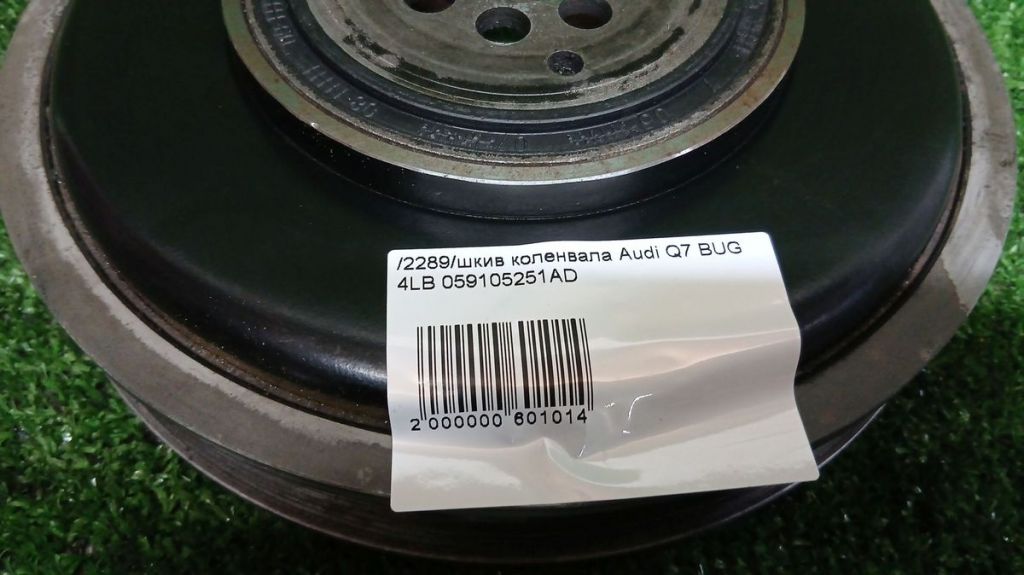 /2289/шкив коленвала Audi Q7 BUG
4LB 059105251AD
2 000000 601014